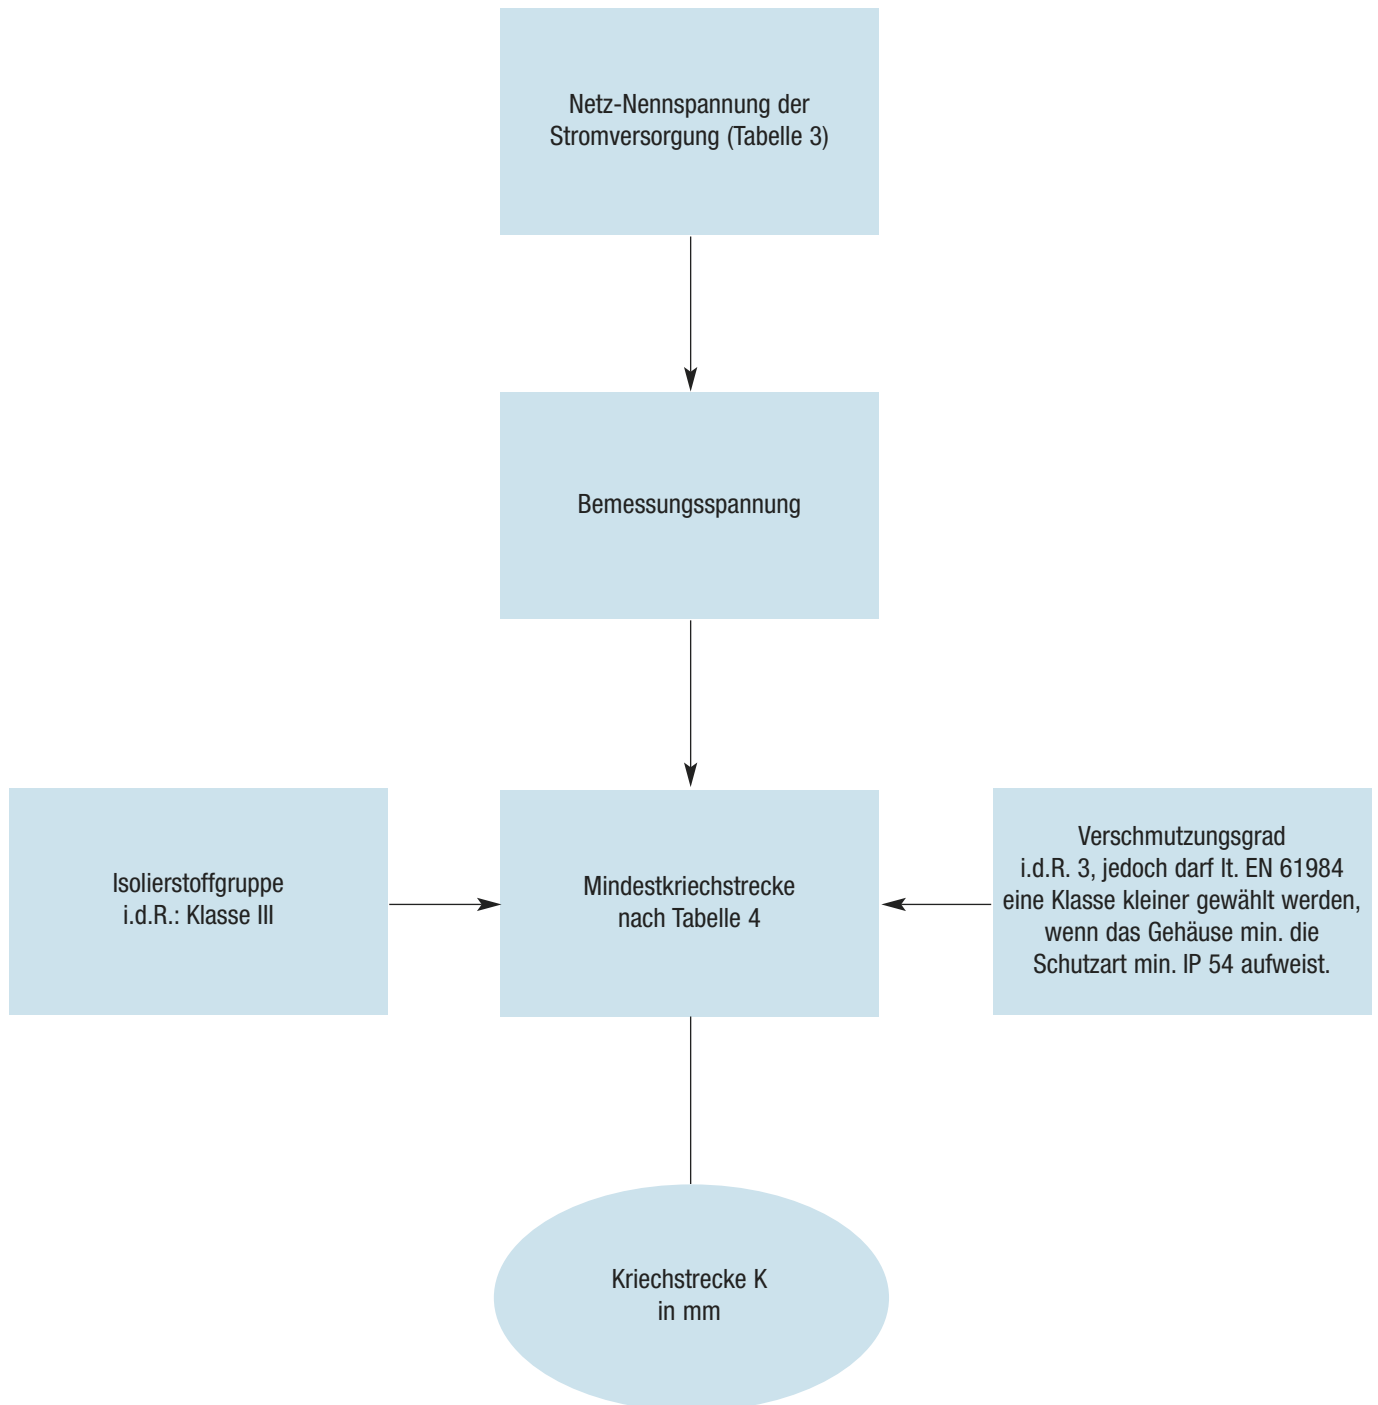 Netz-Nennspannung der
Stromversorgung (Tabelle 3)
Bemessungsspannung
Isolierstoffgruppe
i.d.R.: Klasse III
Mindestkriechstrecke
nach Tabelle 4
Verschmutzungsgrad
i.d.R. 3, jedoch darf lt. EN 61984
eine Klasse kleiner gewählt werden,
wenn das Gehäuse min. die
Schutzart min. IP 54 aufweist.
Kriechstrecke K
in mm